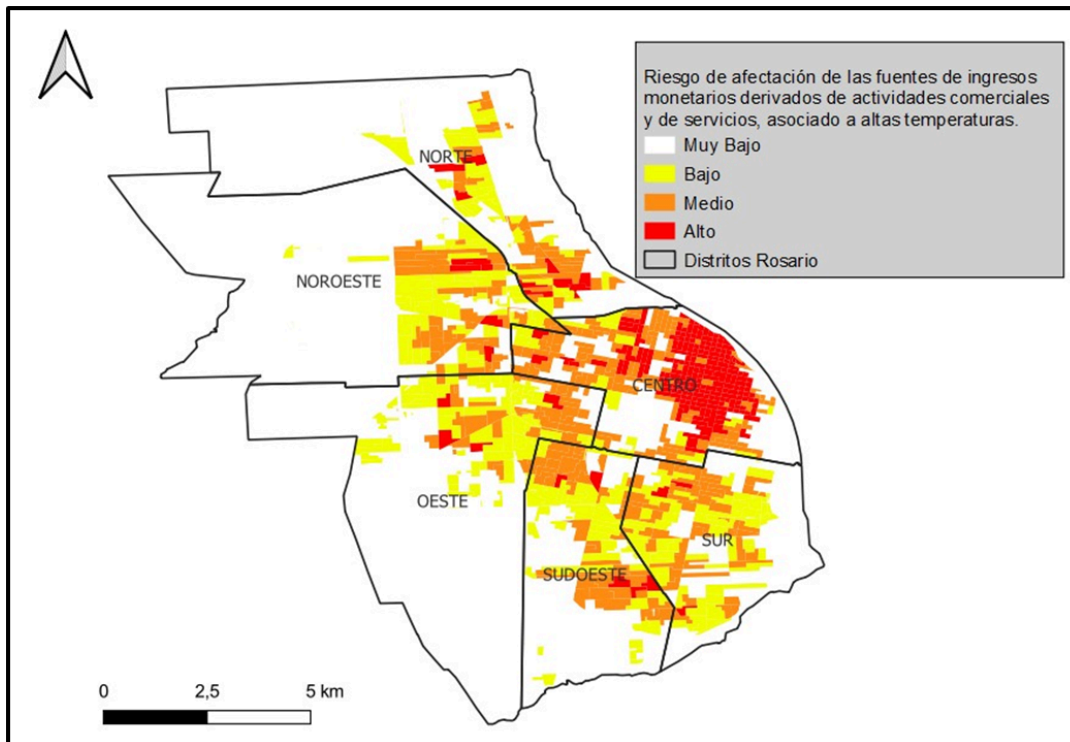 Riesgo de afectación de las fuentes de ingresos
monetarios derivados de actividades comerciales
y de servicios, asociado a altas temperaturas.
Muy Bajo
Bajo
Medio
Alto
Distritos Rosario
NORTE
NOROESTE
CENTRO
OESTE
SUR
SUDOESTE
0 2,5 5 km